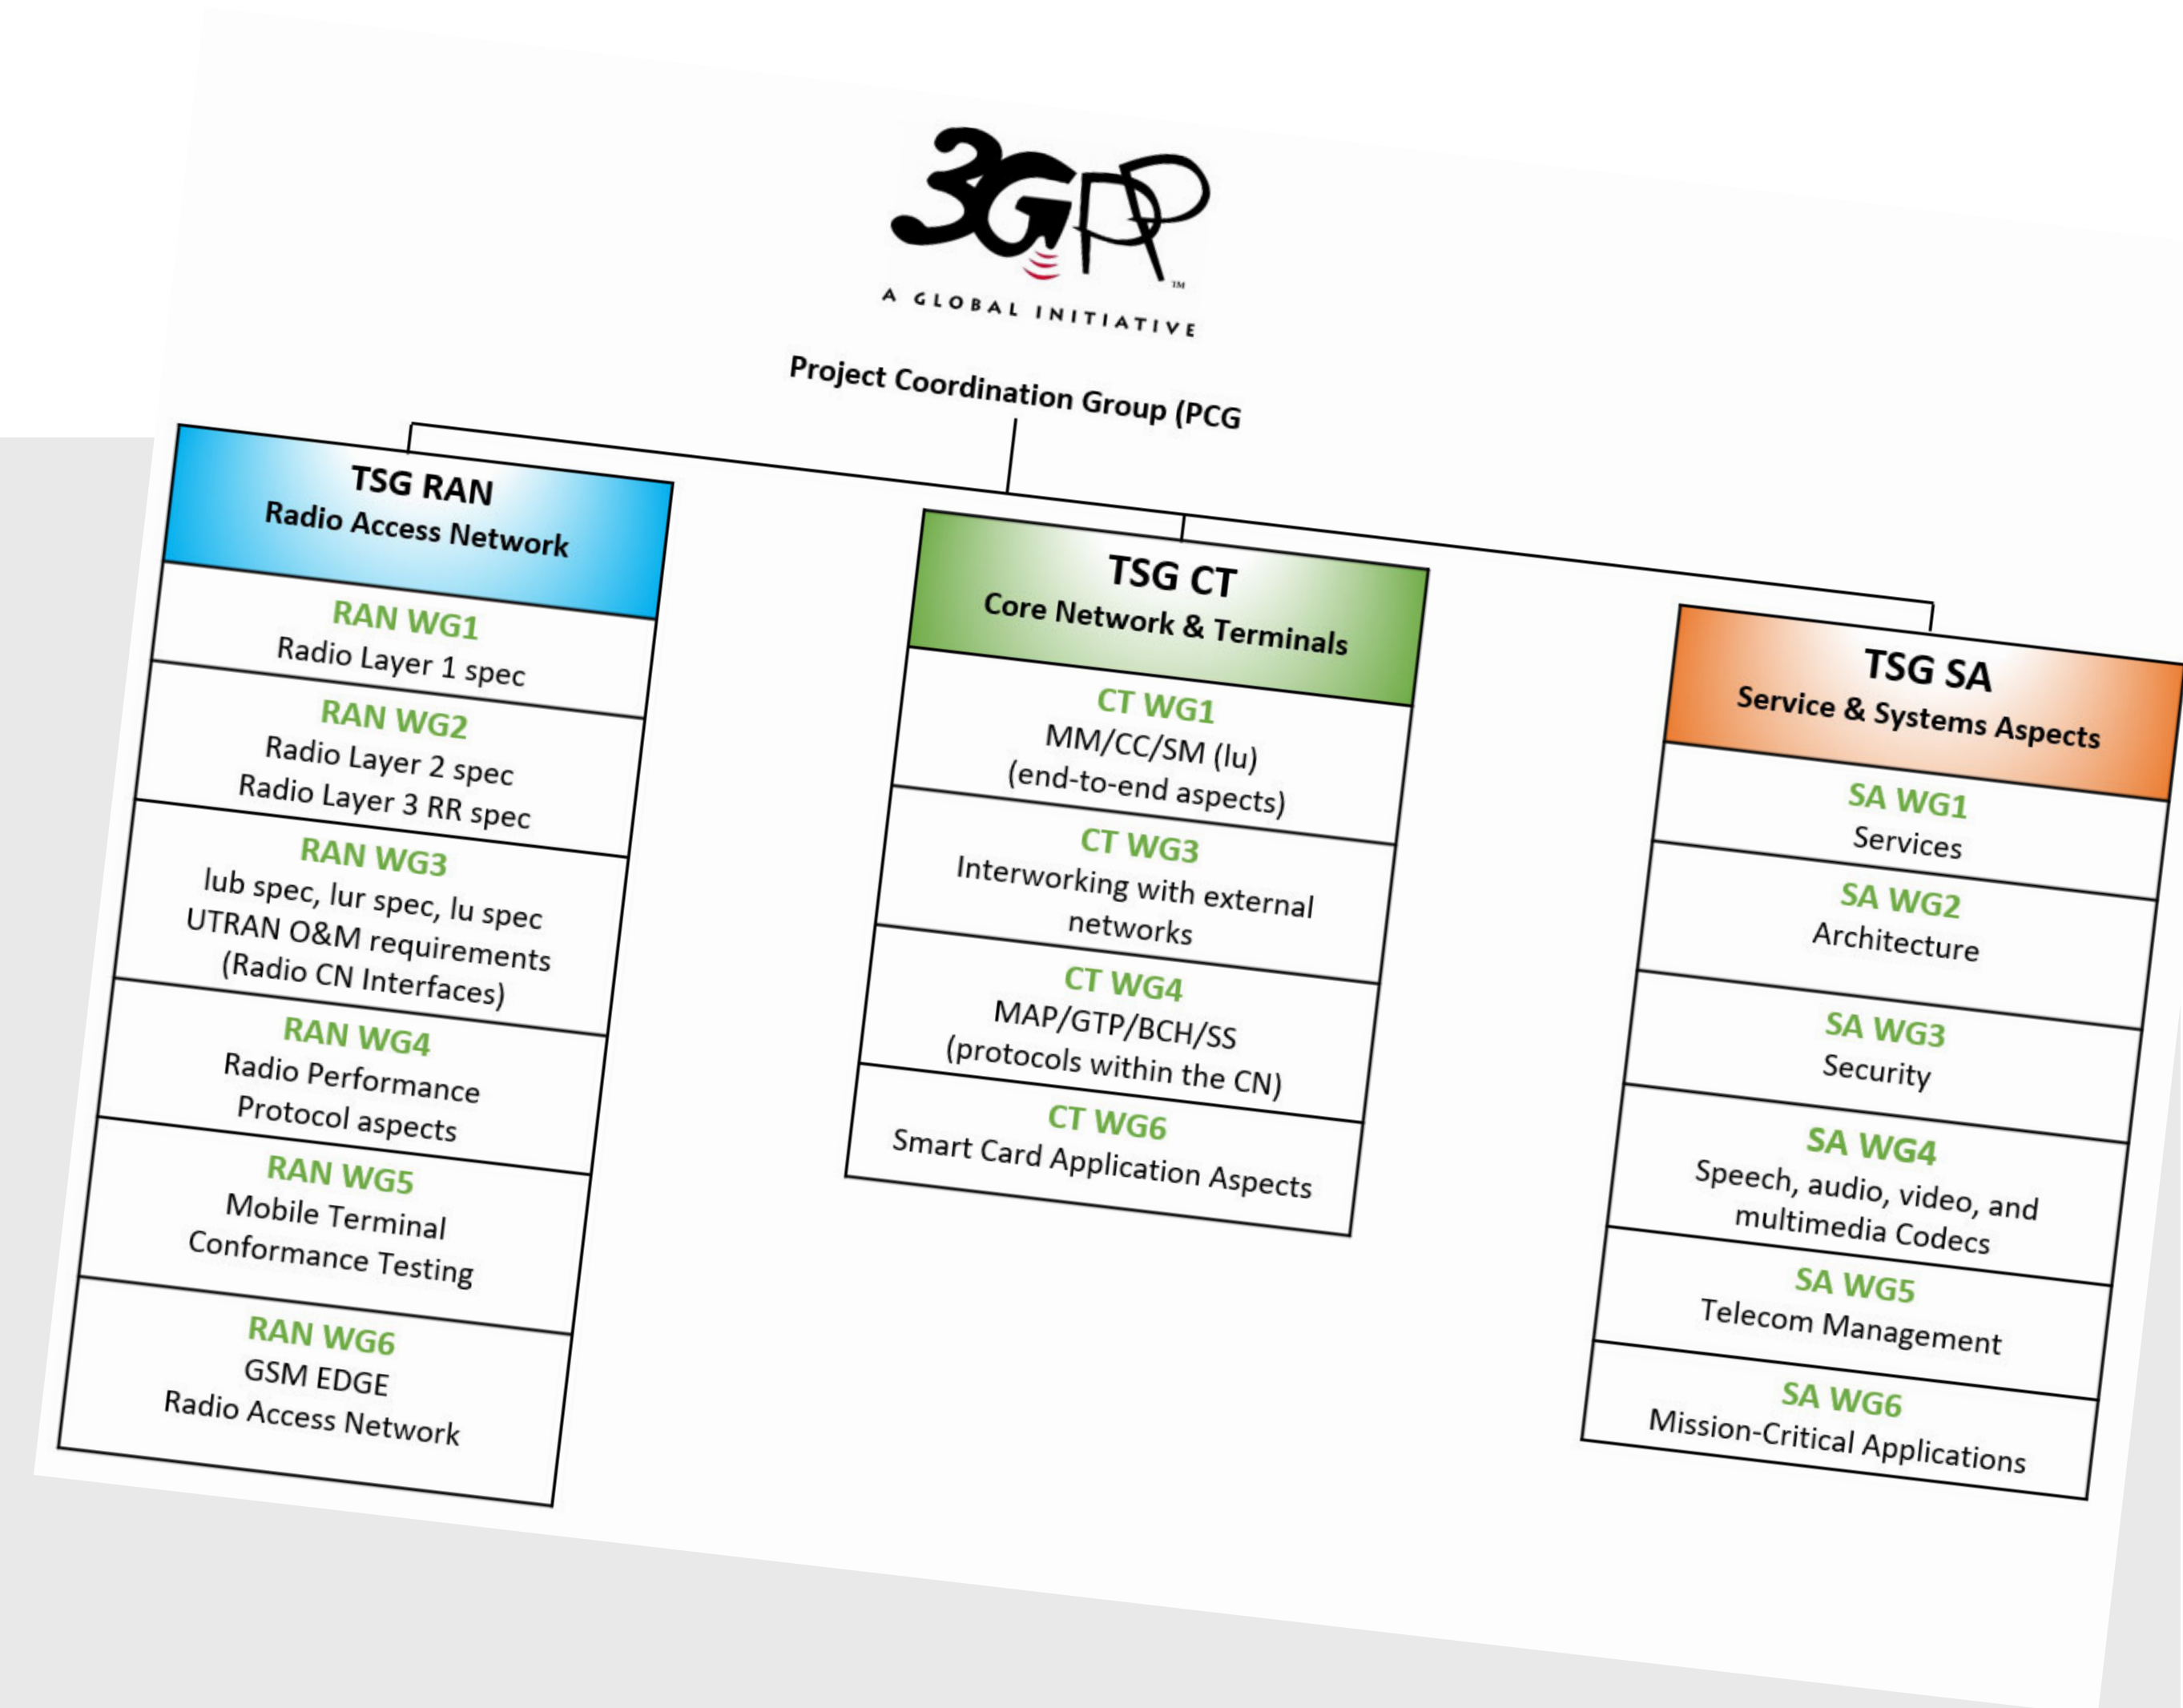 3GPP
TM
A GLOBAL INITIATIVE
Project Coordination Group (PCG
TSG RAN
Radio Access Network
RAN WG1
Radio Layer 1 spec
RAN WG2
Radio Layer 2 spec
Radio Layer 3 RR spec
RAN WG3
lub spec, lur spec, lu spec
UTRAN O&M requirements
(Radio CN Interfaces)
RAN WG4
Radio Performance
Protocol aspects
RAN WG5
Mobile Terminal
Conformance Testing
RAN WG6
GSM EDGE
Radio Access Network
TSG CT
Core Network & Terminals
CT WG1
MM/CC/SM (lu)
(end-to-end aspects)
CT WG3
Interworking with external
networks
CT WG4
MAP/GTP/BCH/SS
(protocols within the CN)
CT WG6
Smart Card Application Aspects
TSG SA
Service & Systems Aspects
SA WG1
Services
SA WG2
Architecture
SA WG3
Security
SA WG4
Speech, audio, video, and
multimedia Codecs
SA WG5
Telecom Management
SA WG6
Mission-Critical Applications